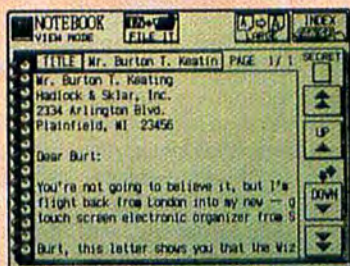 NOTEBOOK
VIEW MODE
FILE IT
A A
LARGE
INDEX
TITLE Mr. Burton T. Keatin PAGE 1/ 1
SECRET
Mr. Burton T. Keating
Hadlock & Sklar, Inc.
2334 Arlington Blvd.
Plainfield, WI 23456
UP
Dear Burt:
You're not going to believe it, but I'm
flight back from London into my new — g
DOWN
touch screen electronic organizer from S
Burt, this letter shows you that the Wiz